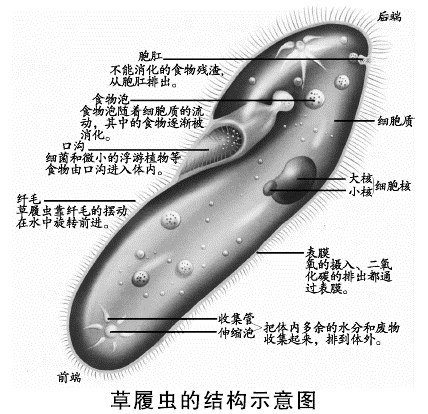 后端
胞肛
不能消化的食物残渣,
从胞肛排出。
食物泡
食物泡随着细胞质的流
动,其中的食物逐渐被
消化。
细胞质
口沟
细菌和微小的浮游植物等
食物由口沟进入体内。
大核
小核
细胞核
纤毛
草履虫靠纤毛的摆动
在水中旋转前进。
表膜
氧的摄入、二氧
化碳的排出都通
过表膜。
收集管
伸缩泡
把体内多余的水分和废物
收集起来,排到体外。
前端
草履虫的结构示意图